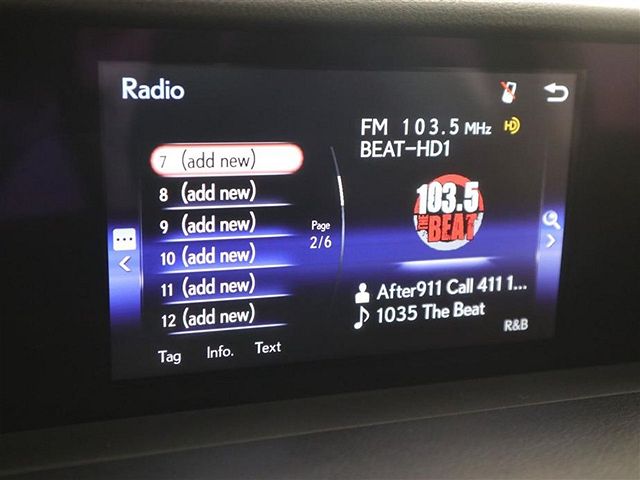 Radio
FM 103.5 MHz HD
BEAT-HD1
7 (add new)
8 (add new)
9 (add new)
10 (add new)
11 (add new)
12 (add new)
Page
2/6
103.5
THE BEAT
After911 Call 411 1...
1035 The Beat
R&B
Tag Info. Text